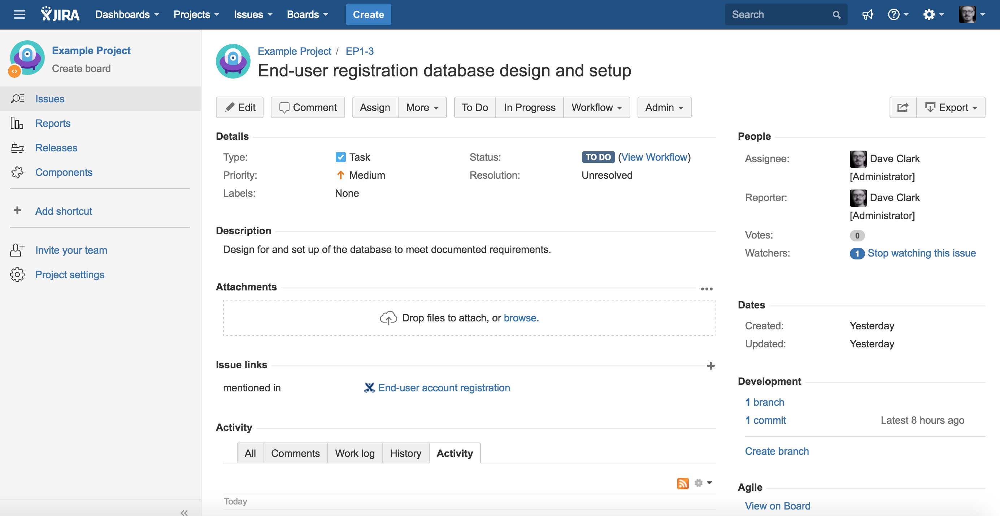 JIRA Dashboards Projects Issues Boards Create Search
Example Project
Create board
Issues
Reports
Releases
Components
Add shortcut
Invite your team
Project settings
Example Project / EP1-3
End-user registration database design and setup
Edit Comment Assign More To Do In Progress Workflow Admin Export
Details
Type: Task Status: TO DO (View Workflow)
Priority: Medium Resolution: Unresolved
Labels: None
Description
Design for and set up of the database to meet documented requirements.
Attachments
Drop files to attach, or browse.
Issue links
mentioned in End-user account registration
Activity
All Comments Work log History Activity
Today
People
Assignee: Dave Clark
[Administrator]
Reporter: Dave Clark
[Administrator]
Votes: 0
Watchers: 1 Stop watching this issue
Dates
Created: Yesterday
Updated: Yesterday
Development
1 branch
1 commit Latest 8 hours ago
Create branch
Agile
View on Board